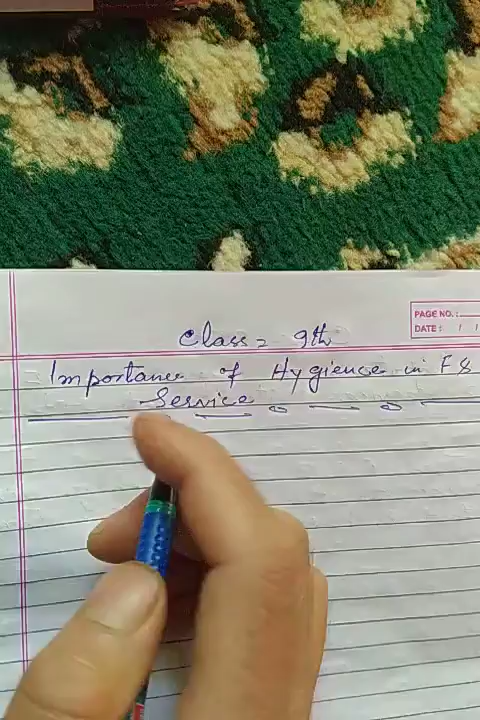 PAGE NO.:
DATE: / /
Class = 9th
Importance of Hygience in F&
Service